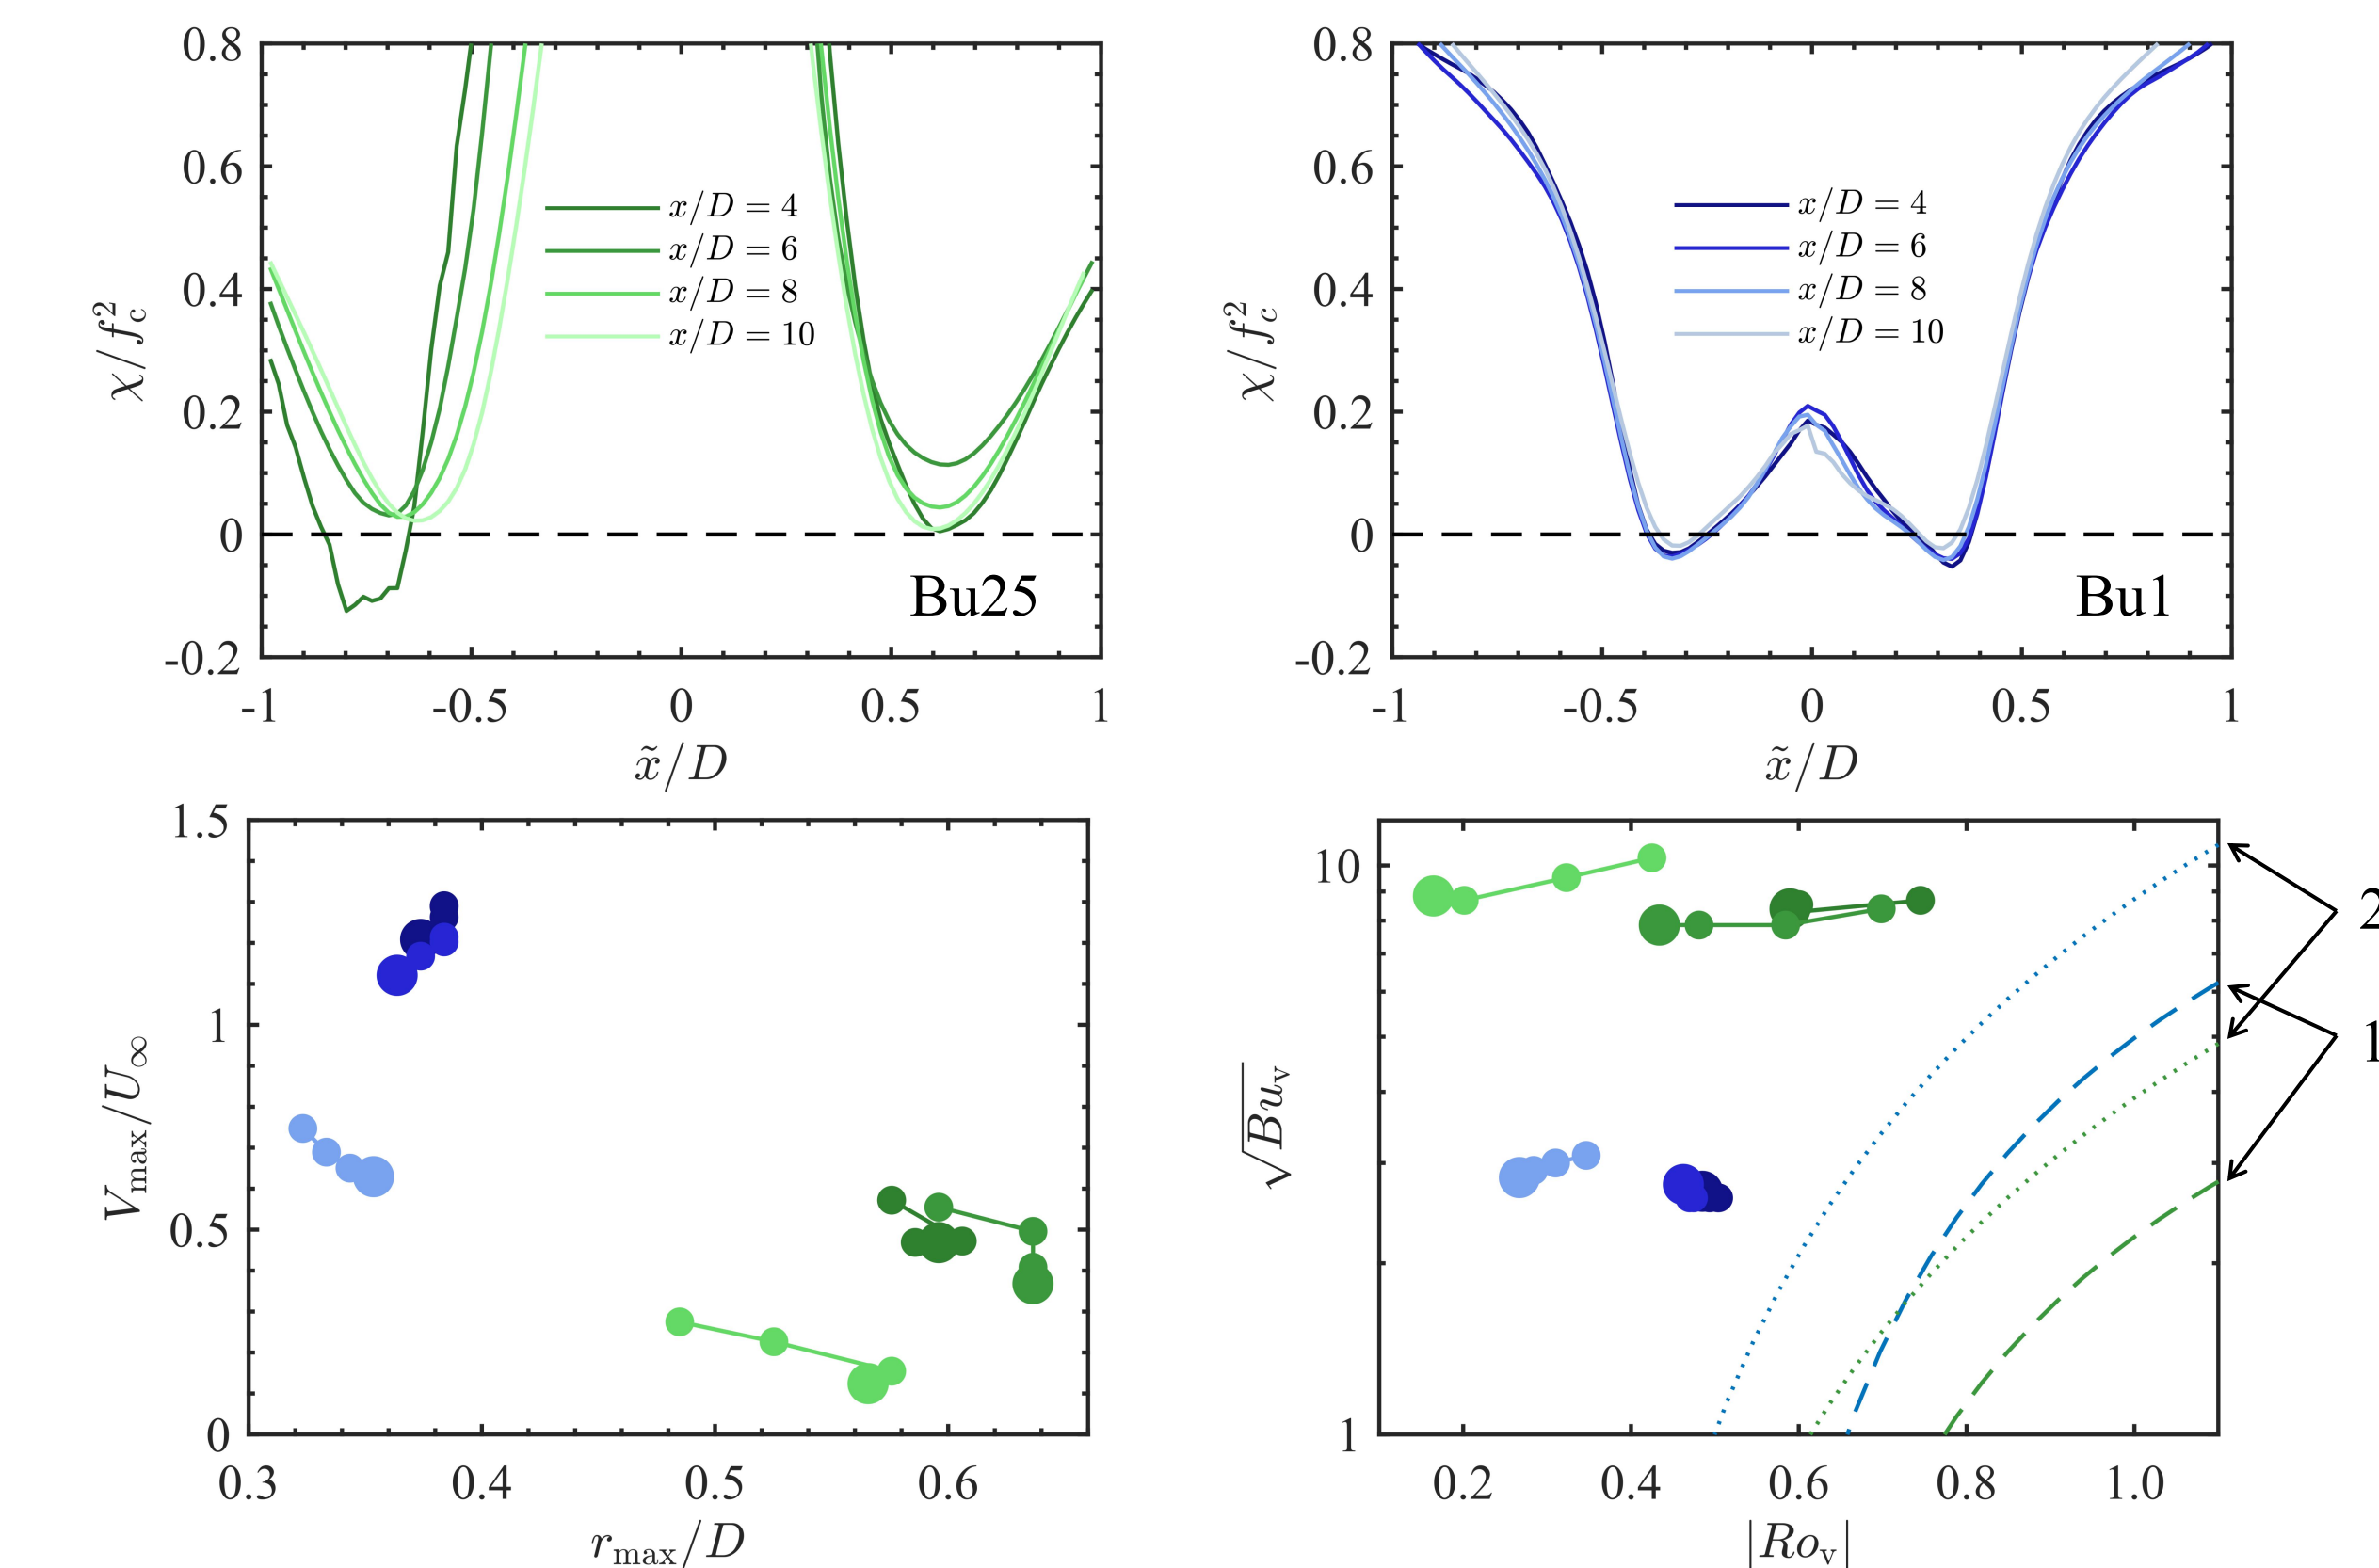 0.8
0.6
0.4
0.2
0
-0.2
χ/f_c^2
x/D = 4
x/D = 6
x/D = 8
x/D = 10
Bu25
-1 -0.5 0 0.5 1
x̃/D
0.8
0.6
0.4
0.2
0
-0.2
χ/f_c^2
x/D = 4
x/D = 6
x/D = 8
x/D = 10
Bu1
-1 -0.5 0 0.5 1
x̃/D
1.5
1
0.5
0
V_max/U_∞
0.3 0.4 0.5 0.6
r_max/D
10
1
√Bu_v
0.2 0.4 0.6 0.8 1.0
|Ro_v|
2
1